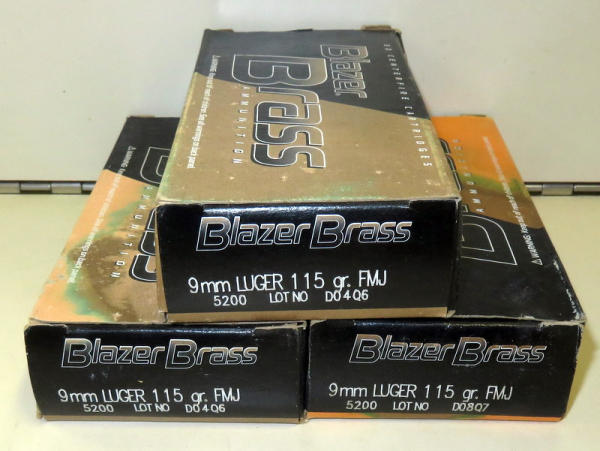 Blazer
Brass
AMMUNITION
50 CENTERFIRE CARTRIDGES
Blazer Brass
9mm LUGER 115 gr. FMJ
5200 LOT NO D04Q6
Blazer Brass
9mm LUGER 115 gr. FMJ
5200 LOT NO D04Q6
Blazer Brass
9mm LUGER 115 gr. FMJ
5200 LOT NO D08Q7